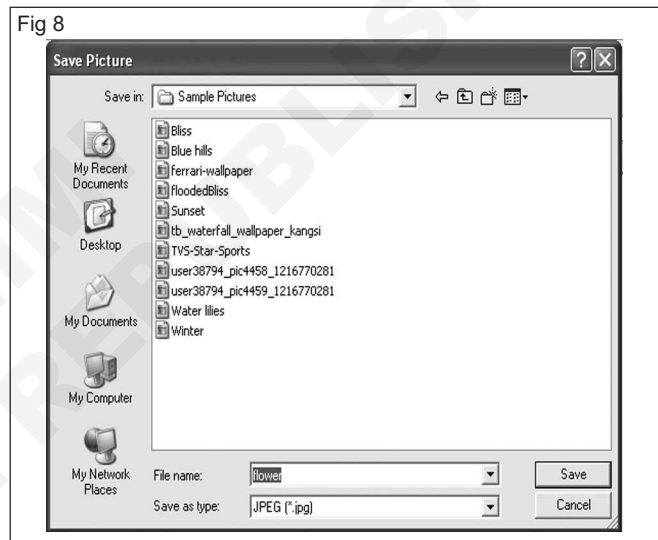 Fig 8
Save Picture
Save in: Sample Pictures
My Recent
Documents
Desktop
My Documents
My Computer
My Network
Places
Bliss
Blue hills
ferrari-wallpaper
floodedBliss
Sunset
tb_waterfall_wallpaper_kangsi
TVS-Star-Sports
user38794_pic4458_1216770281
user38794_pic4459_1216770281
Water lilies
Winter
File name: flower
Save
Save as type: JPEG (*.jpg)
Cancel